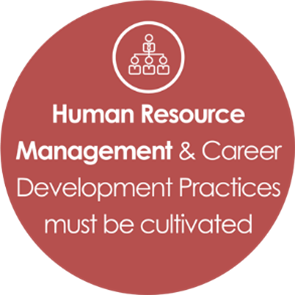 Human Resource
Management & Career
Development Practices
must be cultivated